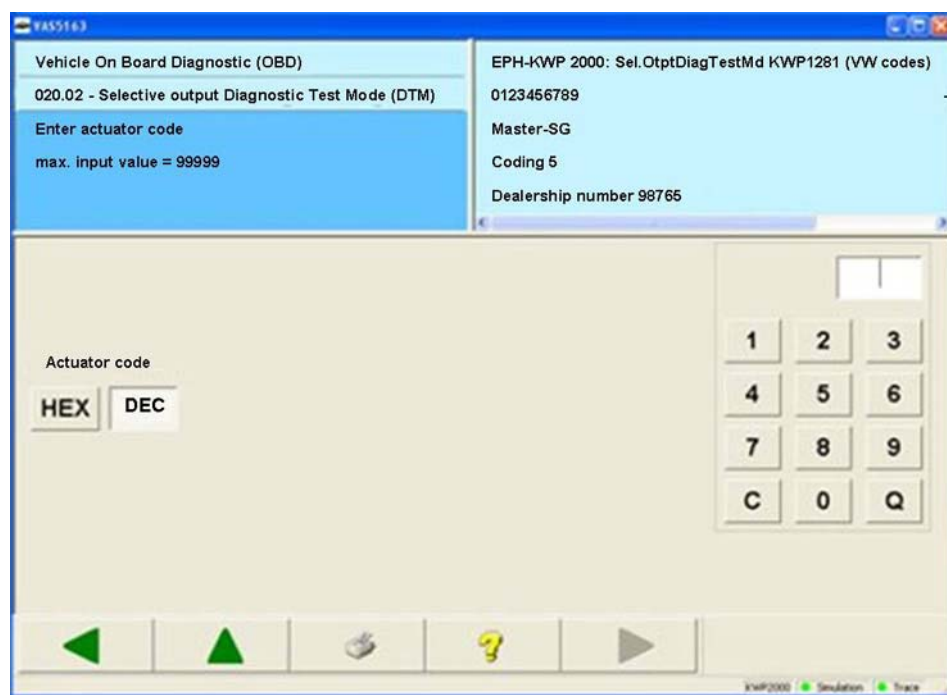 VAS5163
Vehicle On Board Diagnostic (OBD)
020.02 - Selective output Diagnostic Test Mode (DTM)
Enter actuator code
max. input value = 99999
EPH-KWP 2000: Sel.OtptDiagTestMd KWP1281 (VW codes)
0123456789
Master-SG
Coding 5
Dealership number 98765
Actuator code
HEX DEC
1 2 3
4 5 6
7 8 9
C 0 Q
KWP2000 Simulation Trace